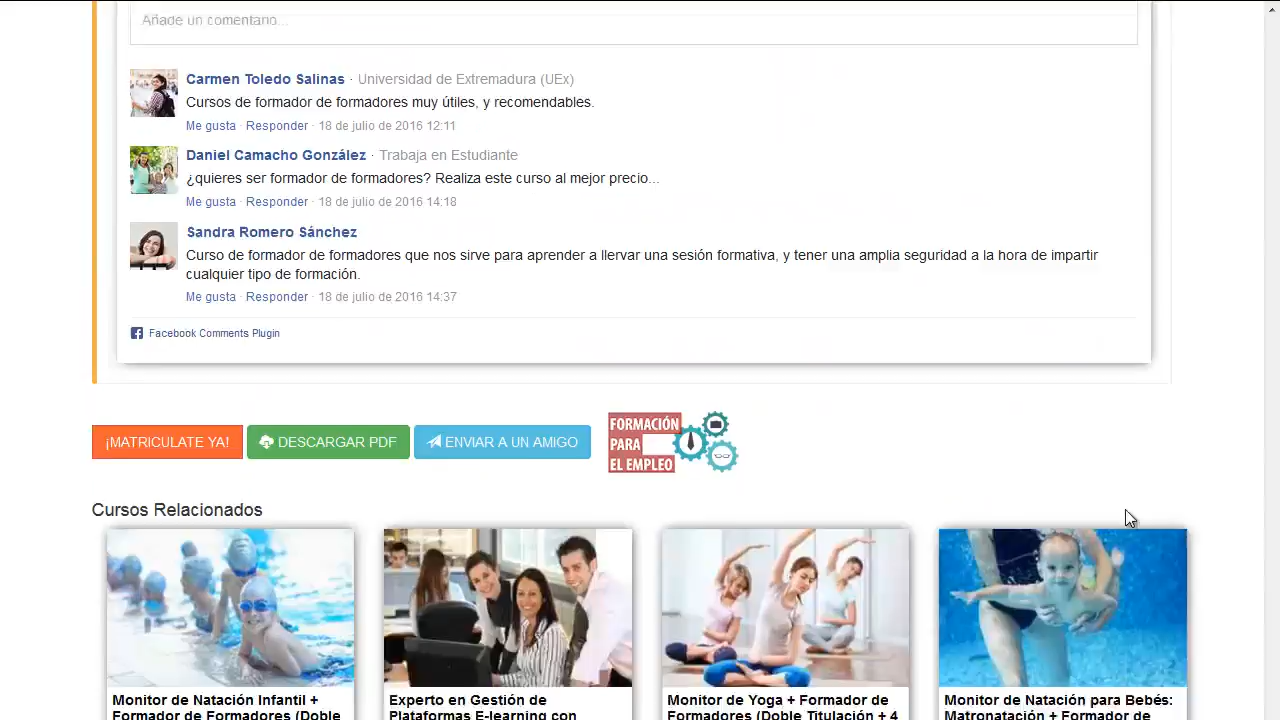 Añade un comentario...
Carmen Toledo Salinas · Universidad de Extremadura (UEx)
Cursos de formador de formadores muy útiles, y recomendables.
Me gusta · Responder · 18 de julio de 2016 12:11
Daniel Camacho González · Trabaja en Estudiante
¿quieres ser formador de formadores? Realiza este curso al mejor precio...
Me gusta · Responder · 18 de julio de 2016 14:18
Sandra Romero Sánchez
Curso de formador de formadores que nos sirve para aprender a llervar una sesión formativa, y tener una amplia seguridad a la hora de impartir
cualquier tipo de formación.
Me gusta · Responder · 18 de julio de 2016 14:37
Facebook Comments Plugin
¡MATRICULATE YA!
DESCARGAR PDF
ENVIAR A UN AMIGO
FORMACIÓN
PARA
EL EMPLEO
Cursos Relacionados
Monitor de Natación Infantil +
Formador de Formadores (Doble
Experto en Gestión de
Plataformas E-learning con
Monitor de Yoga + Formador de
Formadores (Doble Titulación + 4
Monitor de Natación para Bebés:
Matronatación + Formador de